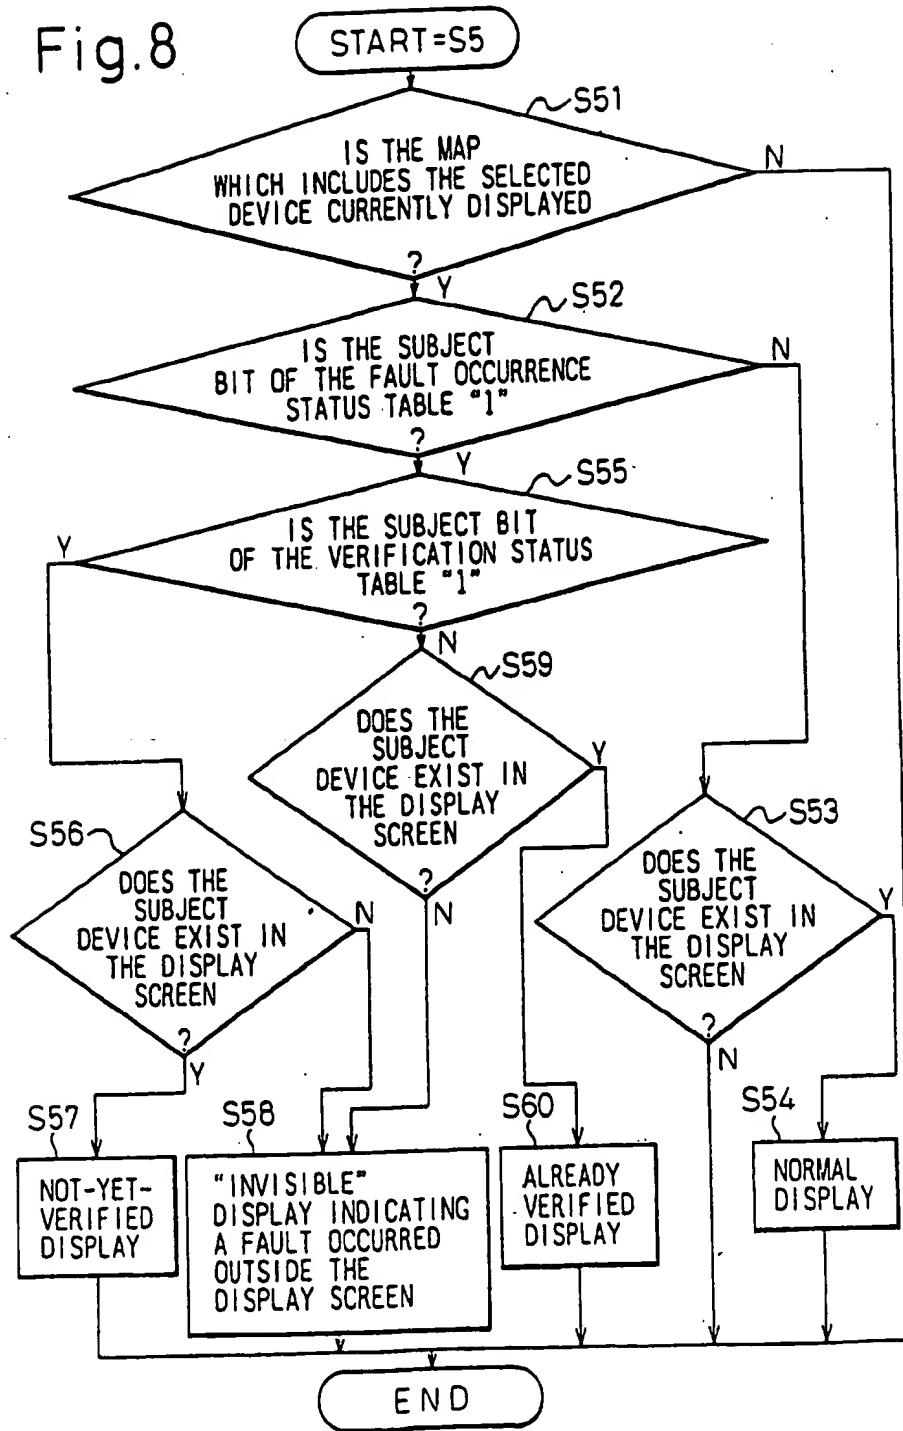 Fig.8
START=S5
S51
IS THE MAP
WHICH INCLUDES THE SELECTED
DEVICE CURRENTLY DISPLAYED
?
N
Y
S52
IS THE SUBJECT
BIT OF THE FAULT OCCURRENCE
STATUS TABLE "1"
?
N
Y
S55
IS THE SUBJECT BIT
OF THE VERIFICATION STATUS
TABLE "1"
?
Y
N
S59
DOES THE
SUBJECT
DEVICE EXIST IN
THE DISPLAY
SCREEN
?
Y
N
S56
DOES THE
SUBJECT
DEVICE EXIST IN
THE DISPLAY
SCREEN
?
N
Y
S53
DOES THE
SUBJECT
DEVICE EXIST IN
THE DISPLAY
SCREEN
?
Y
N
S57
NOT-YET-
VERIFIED
DISPLAY
S58
"INVISIBLE"
DISPLAY INDICATING
A FAULT OCCURRED
OUTSIDE THE
DISPLAY SCREEN
S60
ALREADY
VERIFIED
DISPLAY
S54
NORMAL
DISPLAY
END